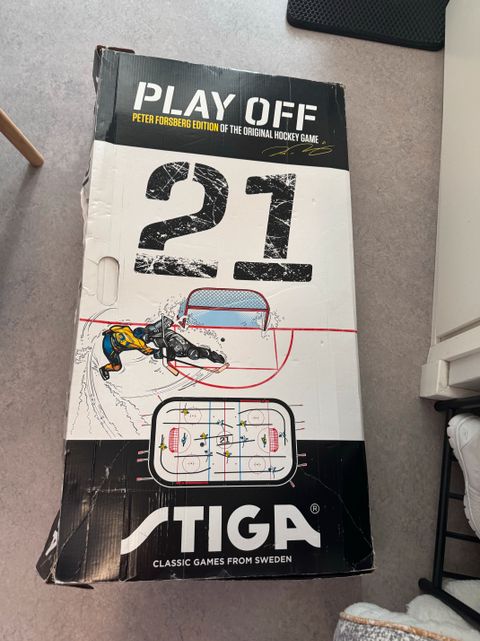 PLAY OFF
PETER FORSBERG EDITION OF THE ORIGINAL HOCKEY GAME
21
21
STIGA®
CLASSIC GAMES FROM SWEDEN